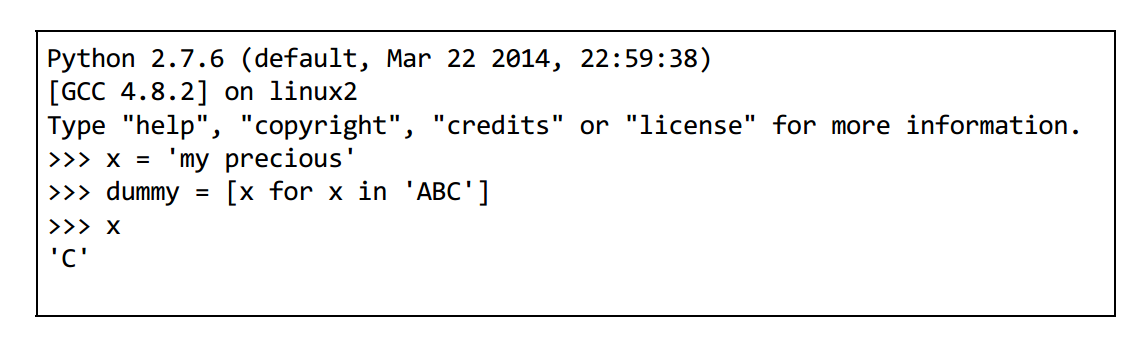 Python 2.7.6 (default, Mar 22 2014, 22:59:38)
[GCC 4.8.2] on linux2
Type "help", "copyright", "credits" or "license" for more information.
>>> x = 'my precious'
>>> dummy = [x for x in 'ABC']
>>> x
'C'